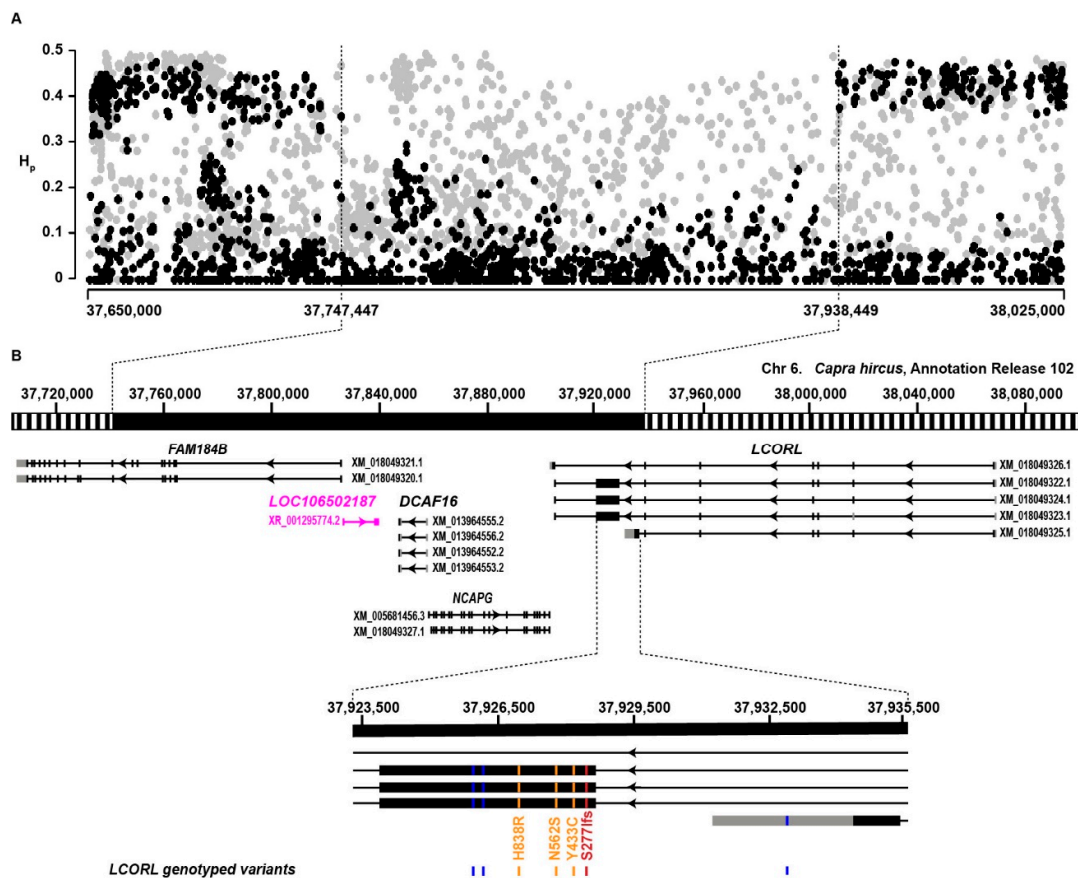 A
0.5
0.4
0.3
Hp
0.2
0.1
0
37,650,000 37,747,447 37,938,449 38,025,000
B
Chr 6. Capra hircus, Annotation Release 102
37,720,000 37,760,000 37,800,000 37,840,000 37,880,000 37,920,000 37,960,000 38,000,000 38,040,000 38,080,000
FAM184B LCORL
XM_018049321.1 XM_018049326.1
XM_018049320.1 XM_018049322.1
LOC106502187 DCAF16 XM_018049324.1
XR_001295774.2 XM_013964555.2 XM_018049323.1
XM_013964556.2 XM_018049325.1
XM_013964552.2
XM_013964553.2
NCAPG
XM_005681456.3
XM_018049327.1
37,923,500 37,926,500 37,929,500 37,932,500 37,935,500
H838R N562S Y433C S277Ifs
LCORL genotyped variants